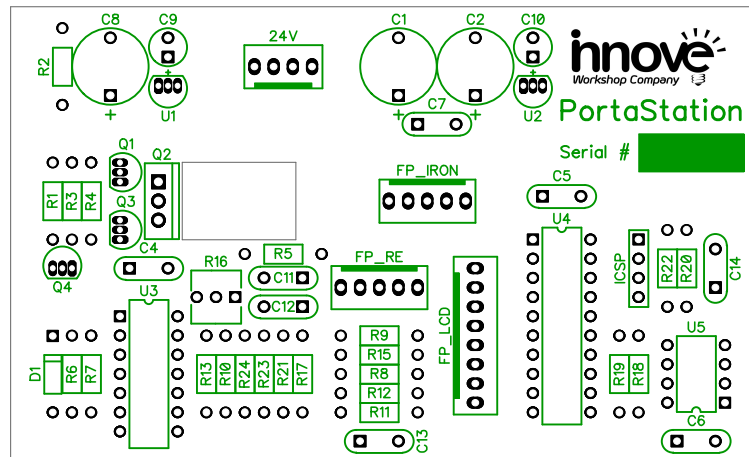 C8
C9
24V
C1
C2
C10
innove
Workshop Company
R2
+
+
U1
+
+
+
+
U2
C7
PortaStation
Serial #
Q1
Q2
FP_IRON
C5
R1
R3
R4
Q3
U4
C4
R16
R5
FP_RE
ICSP
R22
R20
C14
Q4
C11
U3
C12
FP_LCD
U5
R9
R15
D1
R6
R7
R13
R10
R24
R23
R21
R17
R8
R19
R18
R12
R11
C13
C6